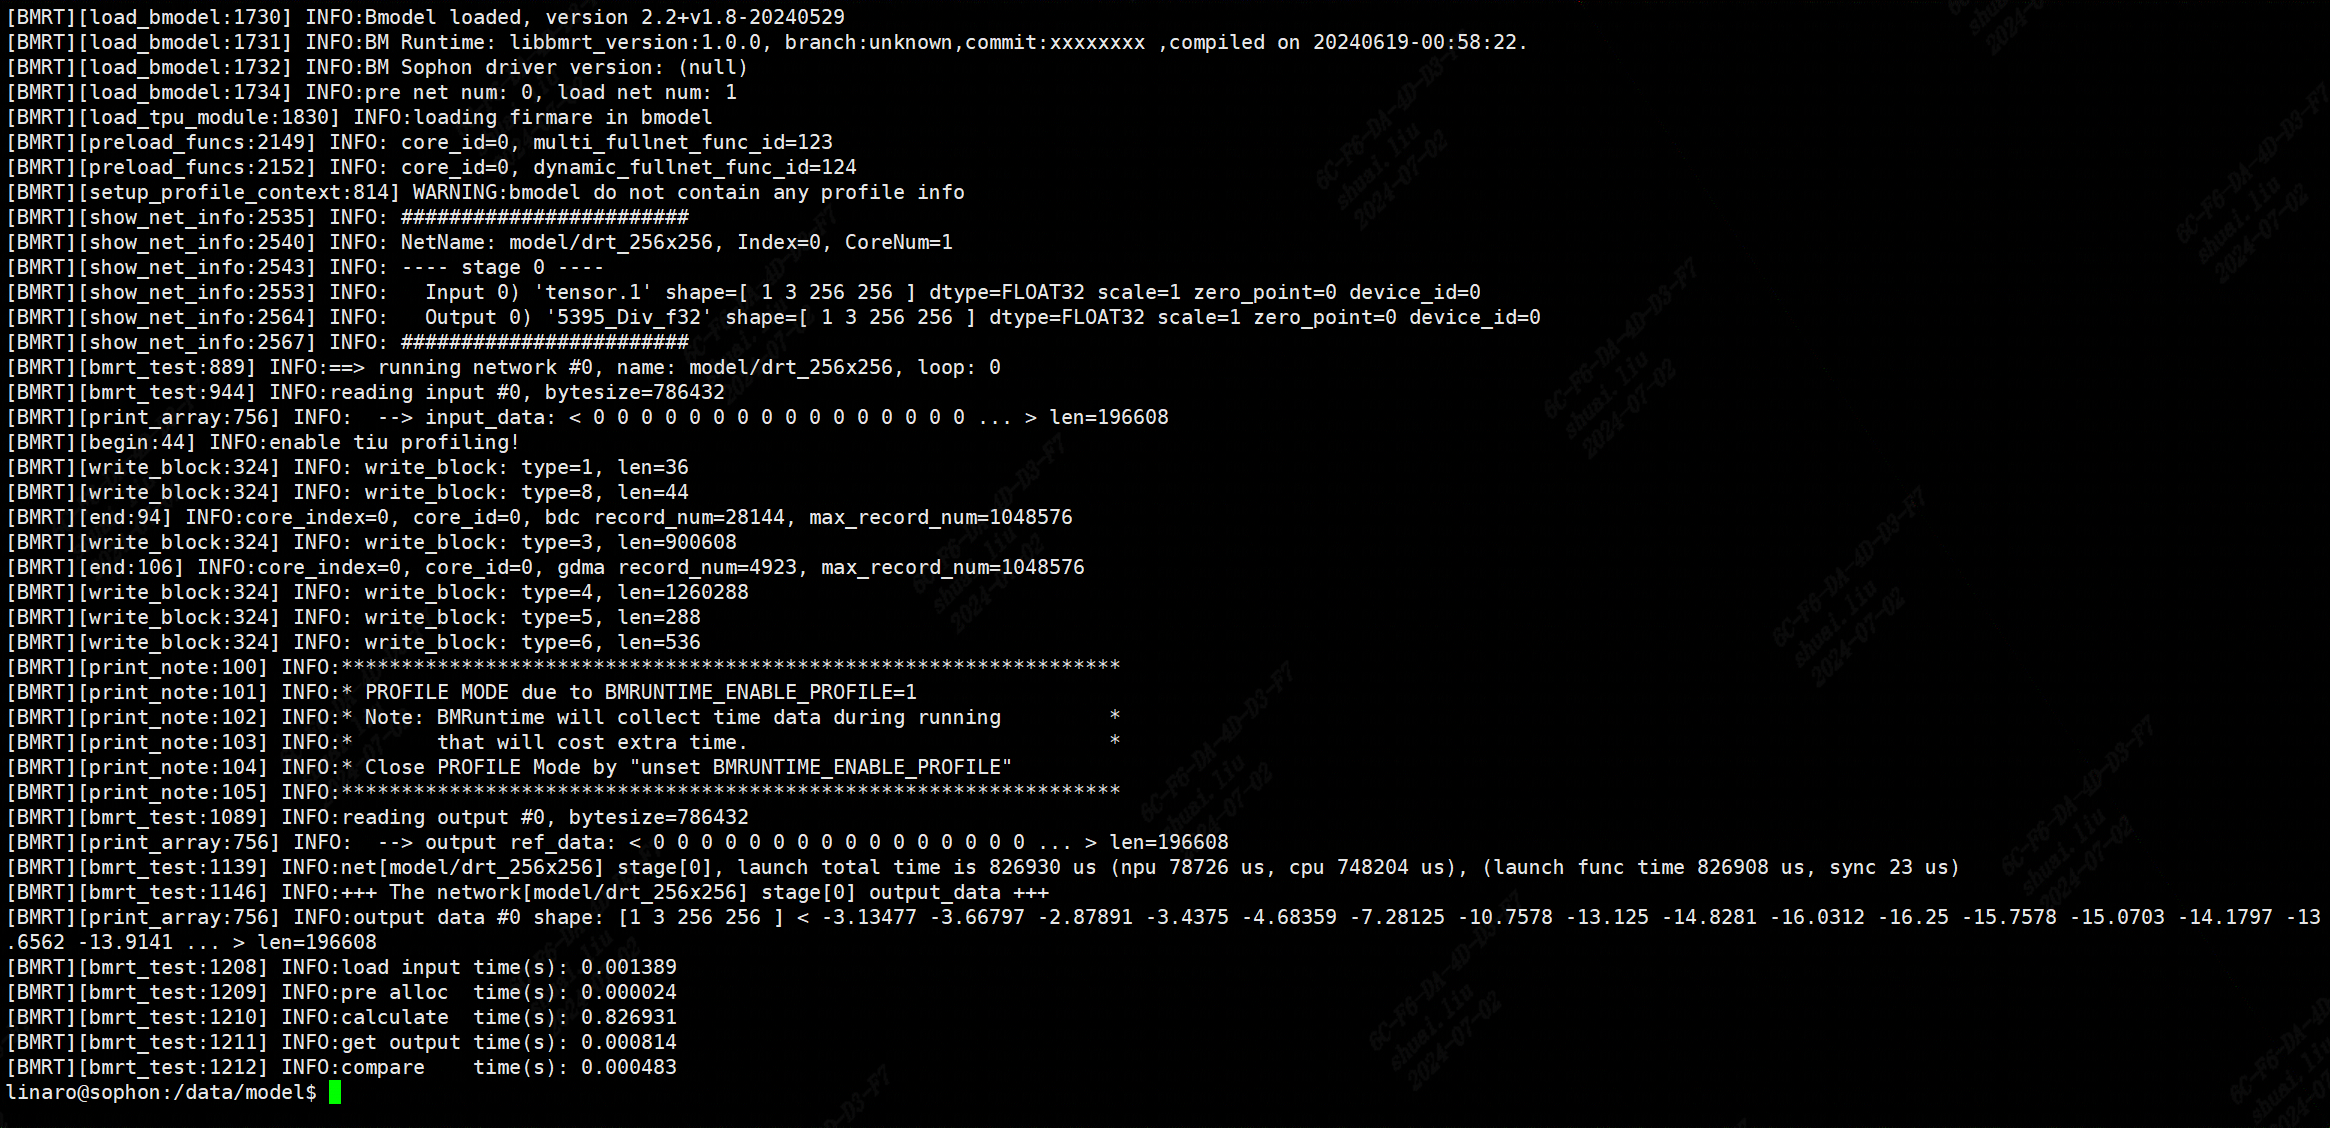 [BMRT][load_bmodel:1730] INFO:Bmodel loaded, version 2.2+v1.8-20240529
[BMRT][load_bmodel:1731] INFO:BM Runtime: libbmrt_version:1.0.0, branch:unknown,commit:xxxxxxxx ,compiled on 20240619-00:58:22.
[BMRT][load_bmodel:1732] INFO:BM Sophon driver version: (null)
[BMRT][load_bmodel:1734] INFO:pre net num: 0, load net num: 1
[BMRT][load_tpu_module:1830] INFO:loading firmare in bmodel
[BMRT][preload_funcs:2149] INFO: core_id=0, multi_fullnet_func_id=123
[BMRT][preload_funcs:2152] INFO: core_id=0, dynamic_fullnet_func_id=124
[BMRT][setup_profile_context:814] WARNING:bmodel do not contain any profile info
[BMRT][show_net_info:2535] INFO: ########################
[BMRT][show_net_info:2540] INFO: NetName: model/drt_256x256, Index=0, CoreNum=1
[BMRT][show_net_info:2543] INFO: ---- stage 0 ----
[BMRT][show_net_info:2553] INFO:   Input 0) 'tensor.1' shape=[ 1 3 256 256 ] dtype=FLOAT32 scale=1 zero_point=0 device_id=0
[BMRT][show_net_info:2564] INFO:   Output 0) '5395_Div_f32' shape=[ 1 3 256 256 ] dtype=FLOAT32 scale=1 zero_point=0 device_id=0
[BMRT][show_net_info:2567] INFO: ########################
[BMRT][bmrt_test:889] INFO:==> running network #0, name: model/drt_256x256, loop: 0
[BMRT][bmrt_test:944] INFO:reading input #0, bytesize=786432
[BMRT][print_array:756] INFO:  --> input_data: < 0 0 0 0 0 0 0 0 0 0 0 0 0 0 0 0 ... > len=196608
[BMRT][begin:44] INFO:enable tiu profiling!
[BMRT][write_block:324] INFO: write_block: type=1, len=36
[BMRT][write_block:324] INFO: write_block: type=8, len=44
[BMRT][end:94] INFO:core_index=0, core_id=0, bdc record_num=28144, max_record_num=1048576
[BMRT][write_block:324] INFO: write_block: type=3, len=900608
[BMRT][end:106] INFO:core_index=0, core_id=0, gdma record_num=4923, max_record_num=1048576
[BMRT][write_block:324] INFO: write_block: type=4, len=1260288
[BMRT][write_block:324] INFO: write_block: type=5, len=288
[BMRT][write_block:324] INFO: write_block: type=6, len=536
[BMRT][print_note:100] INFO:*****************************************************************
[BMRT][print_note:101] INFO:* PROFILE MODE due to BMRUNTIME_ENABLE_PROFILE=1
[BMRT][print_note:102] INFO:* Note: BMRuntime will collect time data during running         *
[BMRT][print_note:103] INFO:*       that will cost extra time.                              *
[BMRT][print_note:104] INFO:* Close PROFILE Mode by "unset BMRUNTIME_ENABLE_PROFILE"
[BMRT][print_note:105] INFO:*****************************************************************
[BMRT][bmrt_test:1089] INFO:reading output #0, bytesize=786432
[BMRT][print_array:756] INFO:  --> output ref_data: < 0 0 0 0 0 0 0 0 0 0 0 0 0 0 0 0 ... > len=196608
[BMRT][bmrt_test:1139] INFO:net[model/drt_256x256] stage[0], launch total time is 826930 us (npu 78726 us, cpu 748204 us), (launch func time 826908 us, sync 23 us)
[BMRT][bmrt_test:1146] INFO:+++ The network[model/drt_256x256] stage[0] output_data +++
[BMRT][print_array:756] INFO:output data #0 shape: [1 3 256 256 ] < -3.13477 -3.66797 -2.87891 -3.4375 -4.68359 -7.28125 -10.7578 -13.125 -14.8281 -16.0312 -16.25 -15.7578 -15.0703 -14.1797 -13
.6562 -13.9141 ... > len=196608
[BMRT][bmrt_test:1208] INFO:load input time(s): 0.001389
[BMRT][bmrt_test:1209] INFO:pre alloc  time(s): 0.000024
[BMRT][bmrt_test:1210] INFO:calculate  time(s): 0.826931
[BMRT][bmrt_test:1211] INFO:get output time(s): 0.000814
[BMRT][bmrt_test:1212] INFO:compare    time(s): 0.000483
linaro@sophon:/data/model$
6C-F6-DA-4D-D3-F7
shuai.liu
2024-07-02